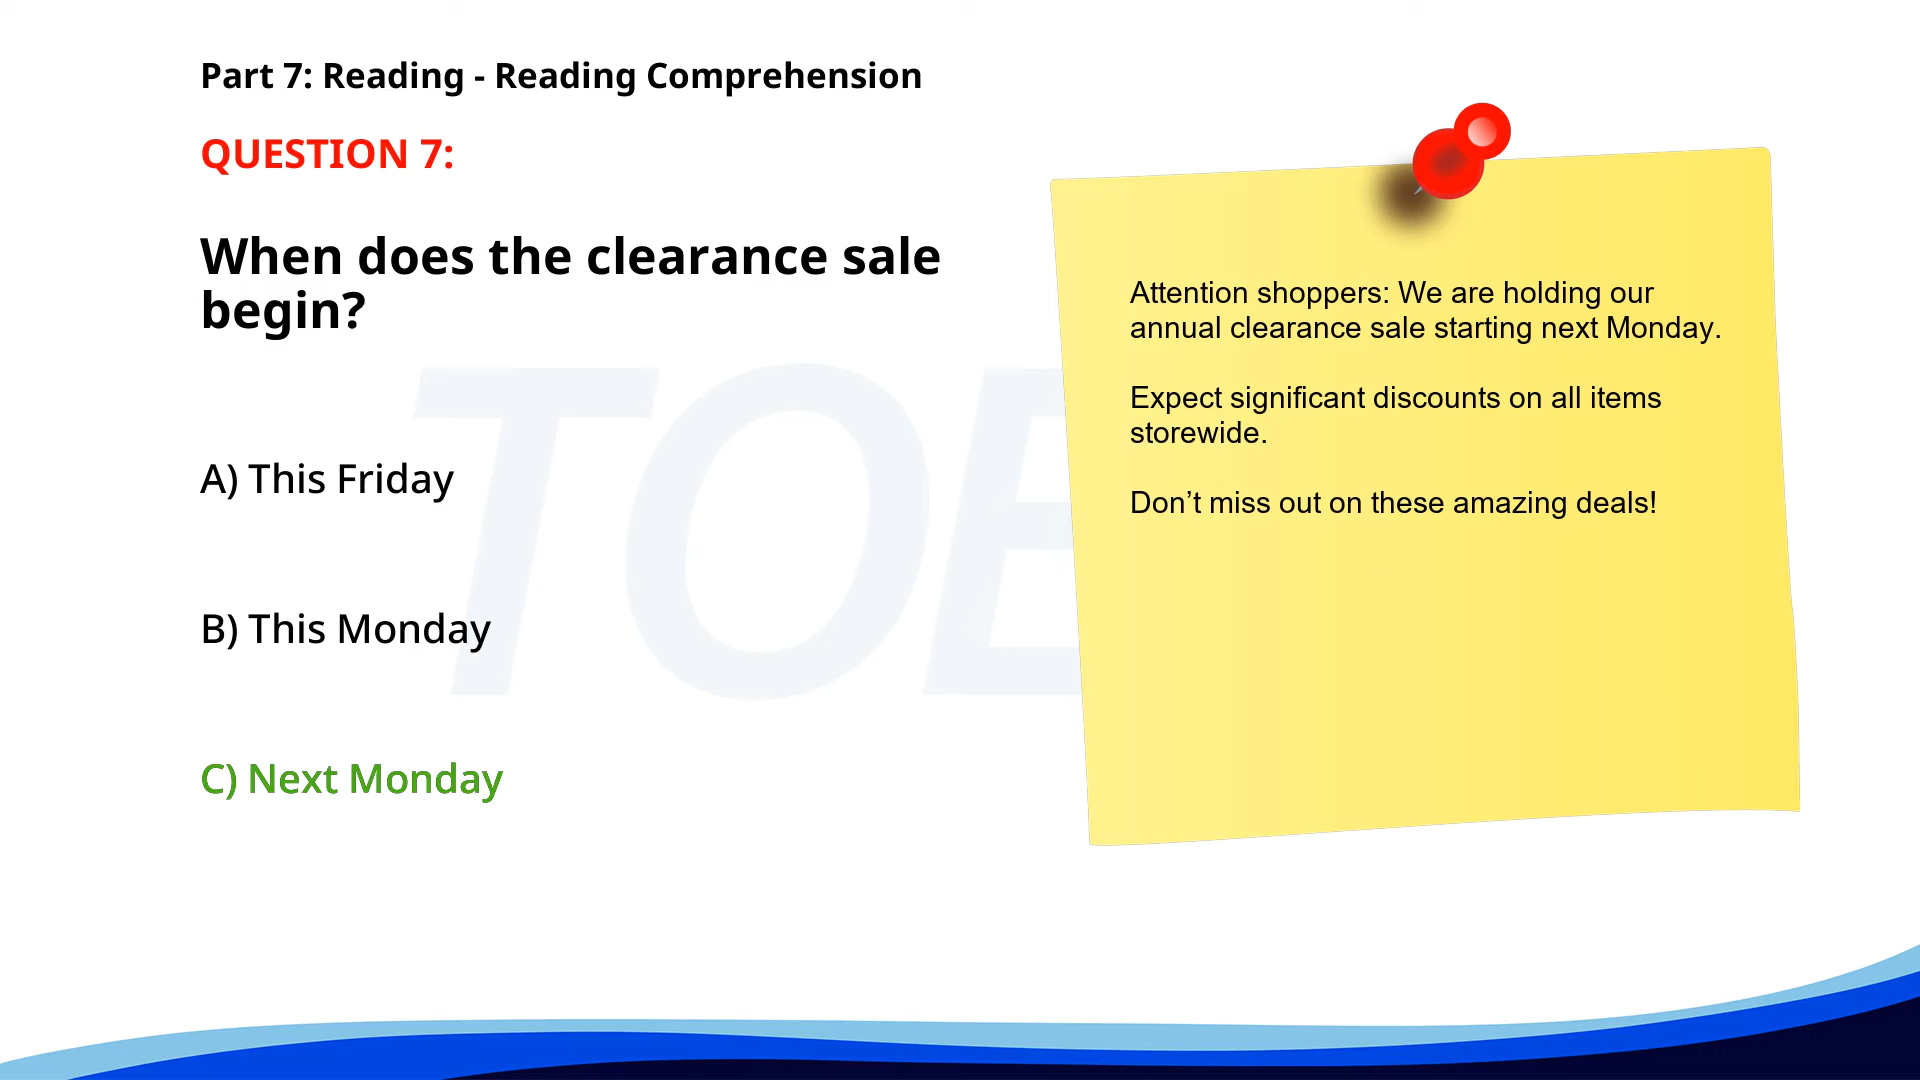 Part 7: Reading - Reading Comprehension
QUESTION 7:
When does the clearance sale
begin?
A) This Friday
B) This Monday
C) Next Monday
Attention shoppers: We are holding our
annual clearance sale starting next Monday.
Expect significant discounts on all items
storewide.
Don’t miss out on these amazing deals!
TOE